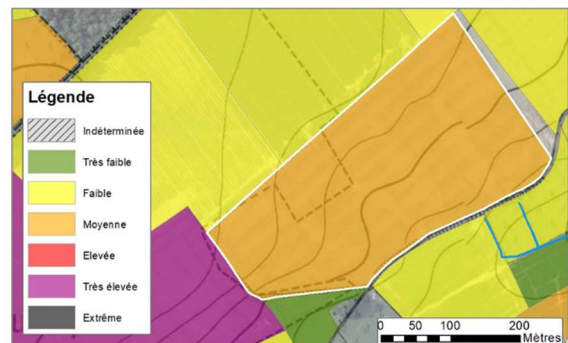 Légende
Indéterminée
Très faible
Faible
Moyenne
Elevée
Très élevée
Extrême
0 50 100 200
Mètres